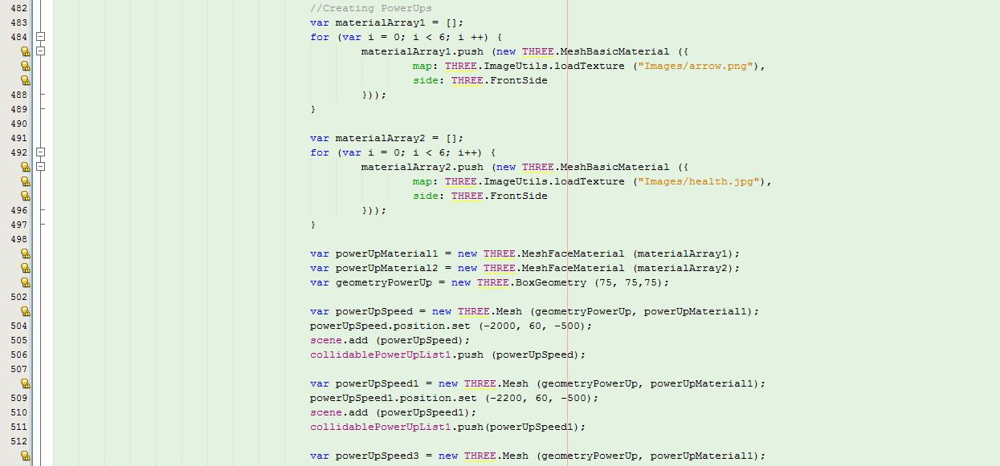 482 //Creating PowerUps
483 var materialArray1 = [];
484 for (var i = 0; i < 6; i ++) {
materialArray1.push (new THREE.MeshBasicMaterial ({
map: THREE.ImageUtils.loadTexture ("Images/arrow.png"),
side: THREE.FrontSide
488 }));
489 }
490
491 var materialArray2 = [];
492 for (var i = 0; i < 6; i++) {
materialArray2.push (new THREE.MeshBasicMaterial ({
map: THREE.ImageUtils.loadTexture ("Images/health.jpg"),
side: THREE.FrontSide
496 }));
497 }
498
var powerUpMaterial1 = new THREE.MeshFaceMaterial (materialArray1);
var powerUpMaterial2 = new THREE.MeshFaceMaterial (materialArray2);
var geometryPowerUp = new THREE.BoxGeometry (75, 75,75);
502
var powerUpSpeed = new THREE.Mesh (geometryPowerUp, powerUpMaterial1);
504 powerUpSpeed.position.set (-2000, 60, -500);
505 scene.add (powerUpSpeed);
506 collidablePowerUpList1.push (powerUpSpeed);
507
var powerUpSpeed1 = new THREE.Mesh (geometryPowerUp, powerUpMaterial1);
509 powerUpSpeed1.position.set (-2200, 60, -500);
510 scene.add (powerUpSpeed1);
511 collidablePowerUpList1.push(powerUpSpeed1);
512
var powerUpSpeed3 = new THREE.Mesh (geometryPowerUp, powerUpMaterial1);